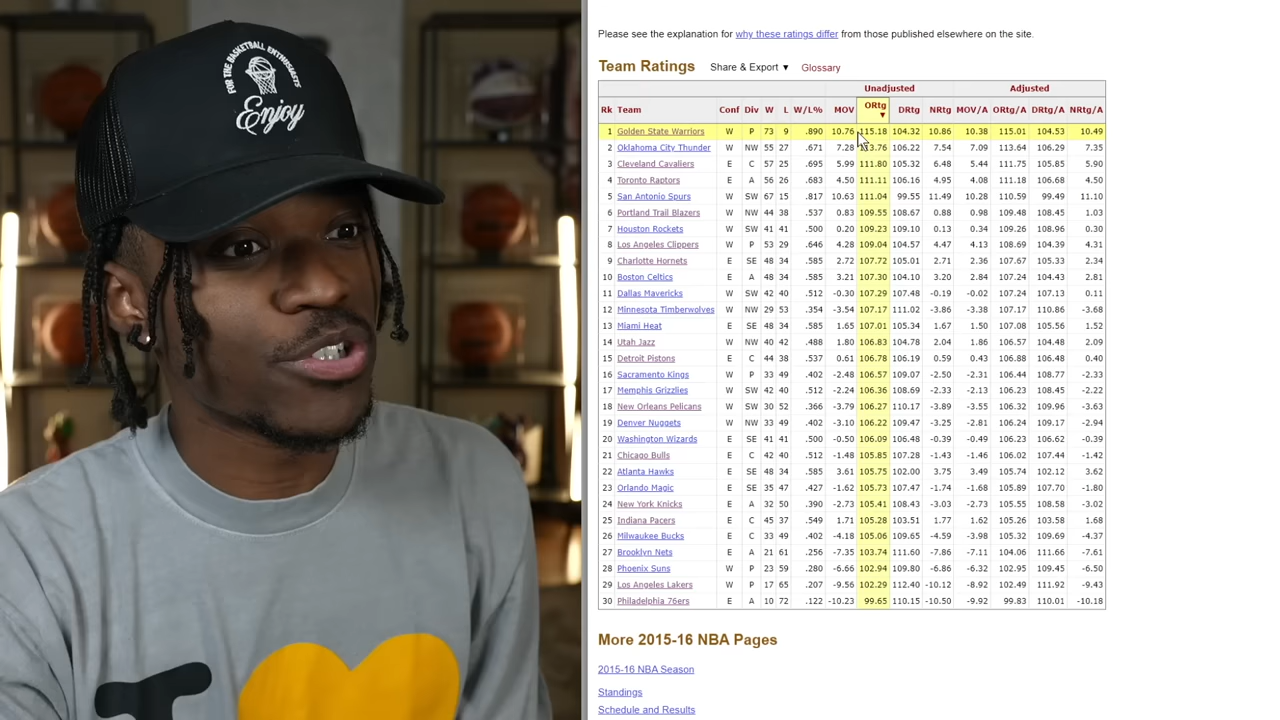 FOR THE BASKETBALL ENTHUSIASTS
Enjoy
I
Please see the explanation for why these ratings differ from those published elsewhere on the site.
Team Ratings Share & Export ▼ Glossary
Unadjusted Adjusted
Rk Team Conf Div W L W/L% MOV ORtg ▼ DRtg NRtg MOV/A ORtg/A DRtg/A NRtg/A
1 Golden State Warriors W P 73 9 .890 10.76 115.18 104.32 10.86 10.38 115.01 104.53 10.49
2 Oklahoma City Thunder W NW 55 27 .671 7.28 3.76 106.22 7.54 7.09 113.64 106.29 7.35
3 Cleveland Cavaliers E C 57 25 .695 5.99 111.80 105.32 6.48 5.44 111.75 105.85 5.90
4 Toronto Raptors E A 56 26 .683 4.50 111.11 106.16 4.95 4.08 111.18 106.68 4.50
5 San Antonio Spurs W SW 67 15 .817 10.63 111.04 99.55 11.49 10.28 110.59 99.49 11.10
6 Portland Trail Blazers W NW 44 38 .537 0.83 109.55 108.67 0.88 0.98 109.48 108.45 1.03
7 Houston Rockets W SW 41 41 .500 0.20 109.23 109.10 0.13 0.34 109.26 108.96 0.30
8 Los Angeles Clippers W P 53 29 .646 4.28 109.04 104.57 4.47 4.13 108.69 104.39 4.31
9 Charlotte Hornets E SE 48 34 .585 2.72 107.72 105.01 2.71 2.36 107.67 105.33 2.34
10 Boston Celtics E A 48 34 .585 3.21 107.30 104.10 3.20 2.84 107.24 104.43 2.81
11 Dallas Mavericks W SW 42 40 .512 -0.30 107.29 107.48 -0.19 -0.02 107.24 107.13 0.11
12 Minnesota Timberwolves W NW 29 53 .354 -3.54 107.17 111.02 -3.86 -3.38 107.17 110.86 -3.68
13 Miami Heat E SE 48 34 .585 1.65 107.01 105.34 1.67 1.50 107.08 105.56 1.52
14 Utah Jazz W NW 40 42 .488 1.80 106.83 104.78 2.04 1.86 106.57 104.48 2.09
15 Detroit Pistons E C 44 38 .537 0.61 106.78 106.19 0.59 0.43 106.88 106.48 0.40
16 Sacramento Kings W P 33 49 .402 -2.48 106.57 109.07 -2.50 -2.31 106.44 108.77 -2.33
17 Memphis Grizzlies W SW 42 40 .512 -2.24 106.36 108.69 -2.33 -2.13 106.23 108.45 -2.22
18 New Orleans Pelicans W SW 30 52 .366 -3.79 106.27 110.17 -3.89 -3.55 106.32 109.96 -3.63
19 Denver Nuggets W NW 33 49 .402 -3.10 106.22 109.47 -3.25 -2.81 106.24 109.17 -2.94
20 Washington Wizards E SE 41 41 .500 -0.50 106.09 106.48 -0.39 -0.49 106.23 106.62 -0.39
21 Chicago Bulls E C 42 40 .512 -1.48 105.85 107.28 -1.43 -1.46 106.02 107.44 -1.42
22 Atlanta Hawks E SE 48 34 .585 3.61 105.75 102.00 3.75 3.49 105.74 102.12 3.62
23 Orlando Magic E SE 35 47 .427 -1.62 105.73 107.47 -1.74 -1.68 105.89 107.70 -1.80
24 New York Knicks E A 32 50 .390 -2.73 105.41 108.43 -3.03 -2.73 105.55 108.58 -3.02
25 Indiana Pacers E C 45 37 .549 1.71 105.28 103.51 1.77 1.62 105.26 103.58 1.68
26 Milwaukee Bucks E C 33 49 .402 -4.18 105.06 109.65 -4.59 -3.98 105.32 109.69 -4.37
27 Brooklyn Nets E A 21 61 .256 -7.35 103.74 111.60 -7.86 -7.11 104.06 111.66 -7.61
28 Phoenix Suns W P 23 59 .280 -6.66 102.94 109.80 -6.86 -6.32 102.95 109.45 -6.50
29 Los Angeles Lakers W P 17 65 .207 -9.56 102.29 112.40 -10.12 -8.92 102.49 111.92 -9.43
30 Philadelphia 76ers E A 10 72 .122 -10.23 99.65 110.15 -10.50 -9.92 99.83 110.01 -10.18
More 2015-16 NBA Pages
2015-16 NBA Season
Standings
Schedule and Results